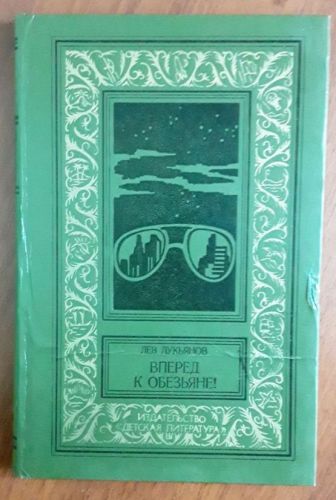 ЛЕВ ЛУКЬЯНОВ
ВПЕРЕД
К ОБЕЗЬЯНЕ!
ИЗДАТЕЛЬСТВО
"ДЕТСКАЯ ЛИТЕРАТУРА"